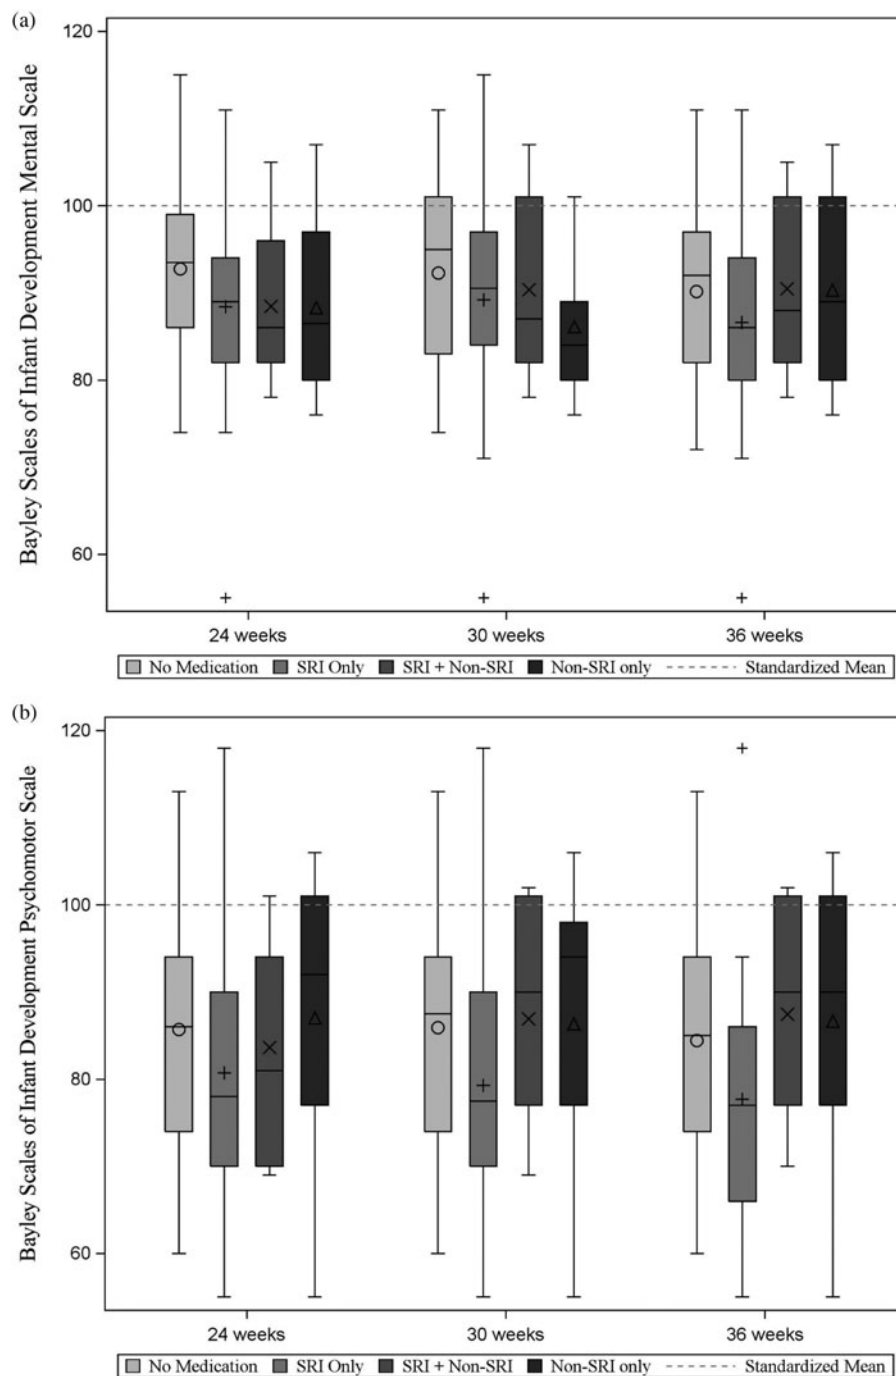 (a)
Bayley Scales of Infant Development Mental Scale
120
100
80
60
24 weeks 30 weeks 36 weeks
No Medication SRI Only SRI + Non-SRI Non-SRI only Standardized Mean
(b)
Bayley Scales of Infant Development Psychomotor Scale
120
100
80
60
24 weeks 30 weeks 36 weeks
No Medication SRI Only SRI + Non-SRI Non-SRI only Standardized Mean